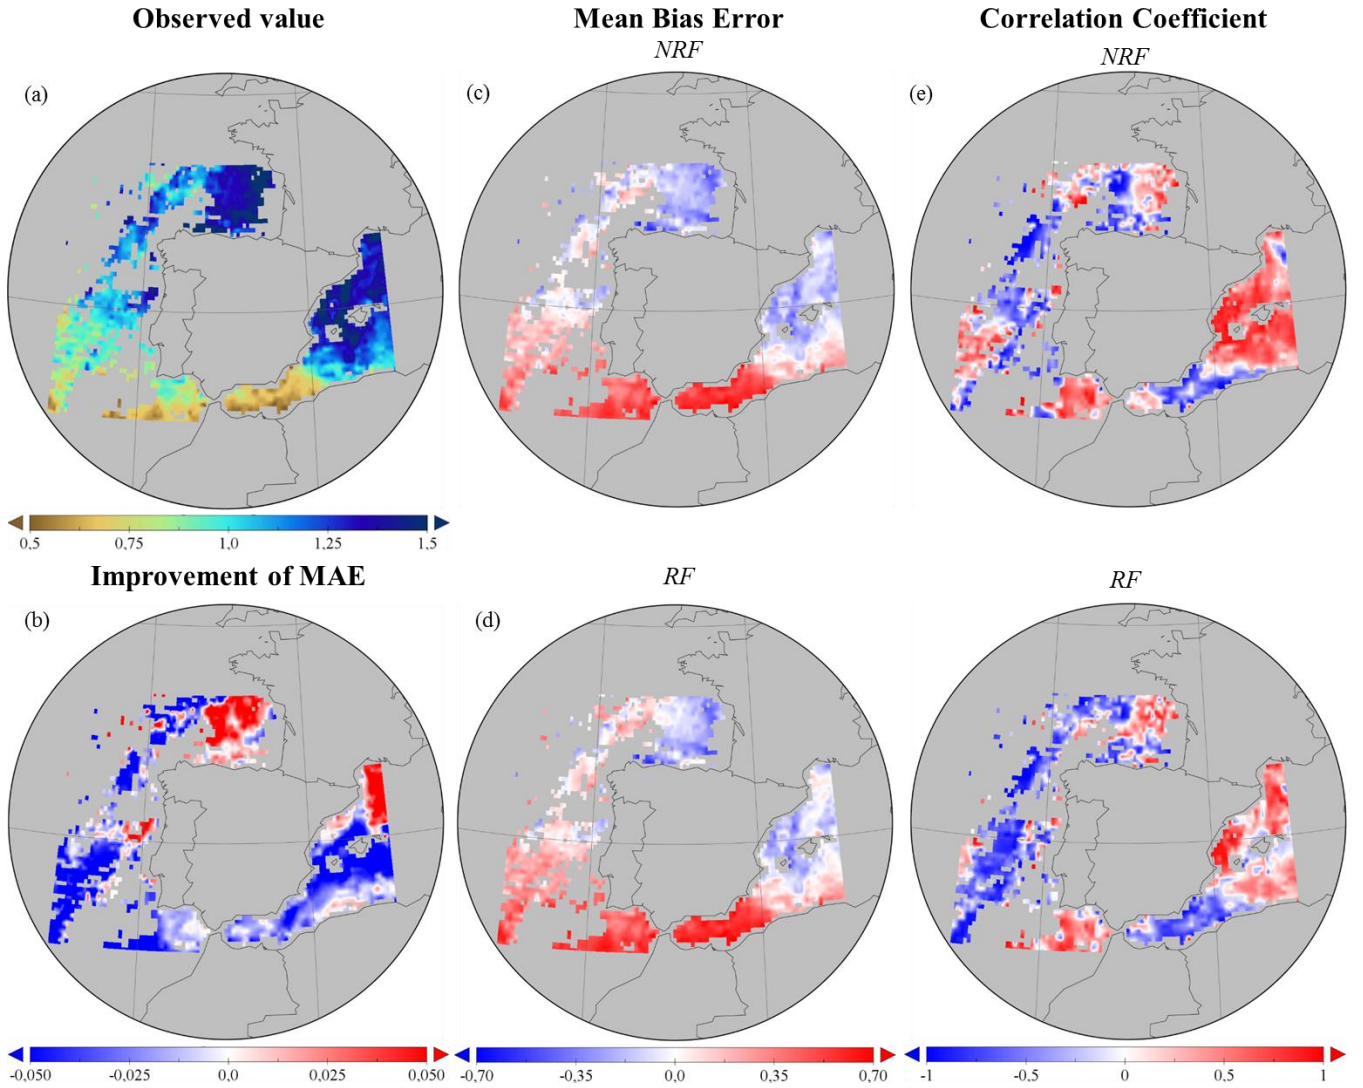 Observed value
Mean Bias Error
Correlation Coefficient
NRF
NRF
(a)
(c)
(e)
0,5 0,75 1,0 1,25 1,5
Improvement of MAE
RF
RF
(b)
(d)
-0,050 -0,025 0,0 0,025 0,050
-0,70 -0,35 0,0 0,35 0,70
-1 -0,5 0 0,5 1